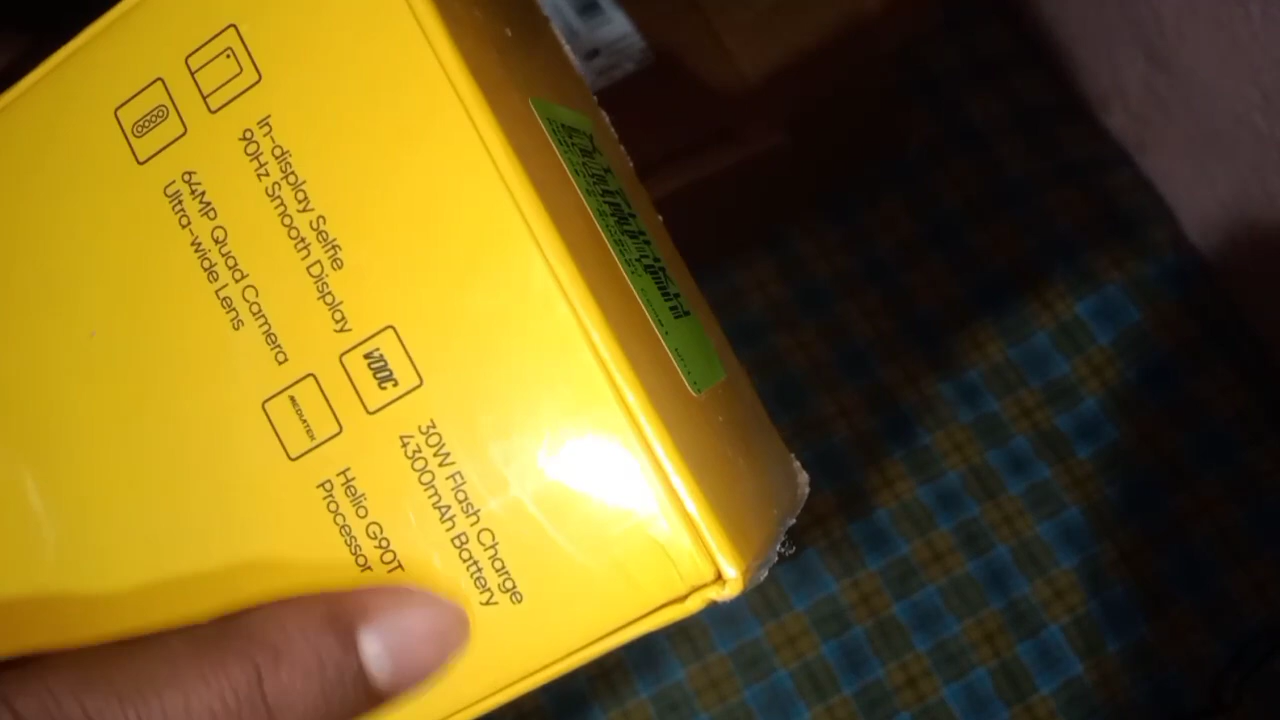 In-display Selfie
90Hz Smooth Display
64MP Quad Camera
Ultra-wide Lens
VOOC
30W Flash Charge
4300mAh Battery
MEDIATEK
Helio G90T
Processor